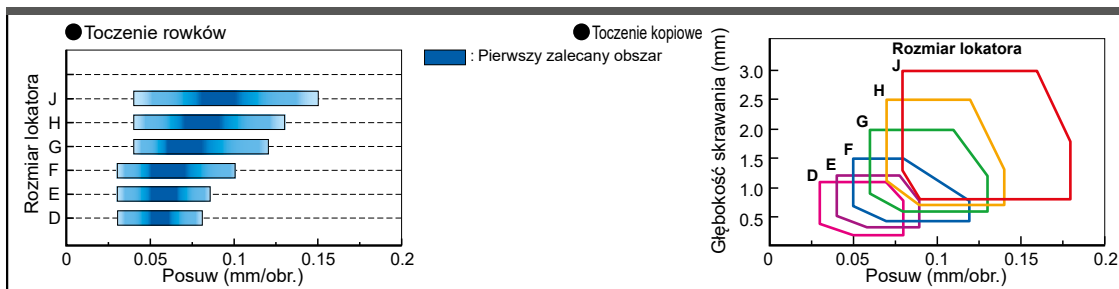 Toczenie rowków
: Pierwszy zalecany obszar
Rozmiar lokatora
J
H
G
F
E
D
0
0.05
0.1
0.15
0.2
Posuw (mm/obr.)
Toczenie kopiowe
Głębokość skrawania (mm)
Rozmiar lokatora
3.0
2.5
2.0
1.5
1.0
0.5
J
H
G
F
E
D
0
0.05
0.1
0.15
0.2
Posuw (mm/obr.)